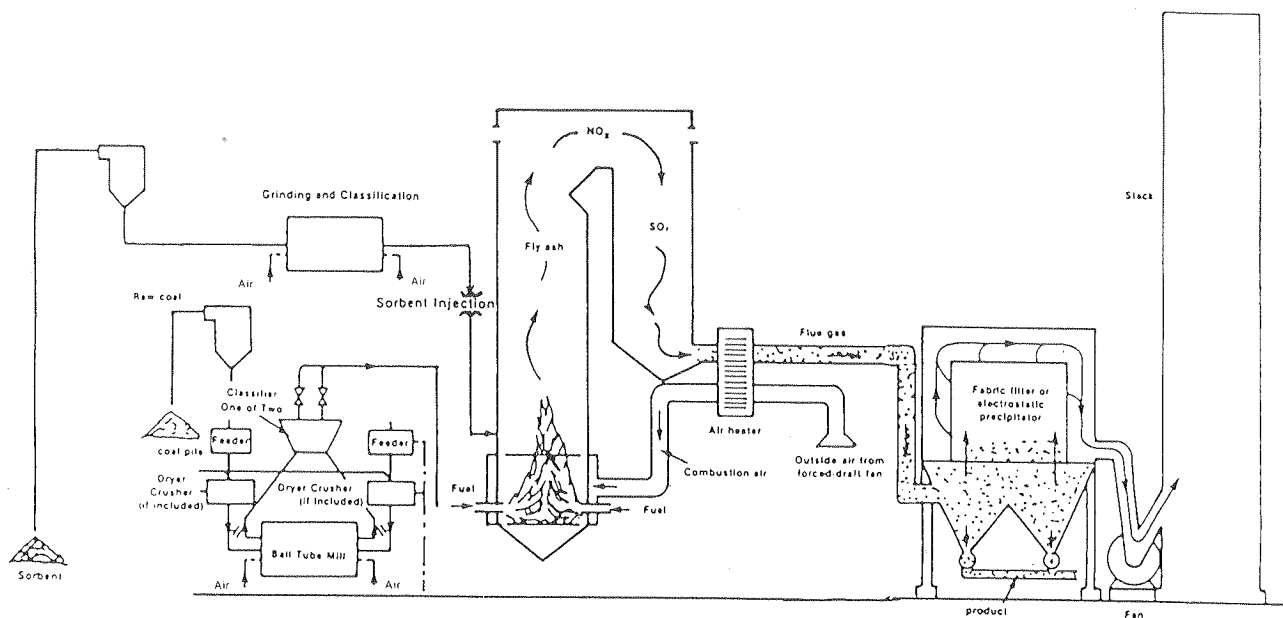 NOx
Stack
Grinding and Classification
SO₂
Fly ash
Air
Air
Raw coal
Sorbent Injection
Flue gas
Classifier
One of Two
Fabric filter or
electrostatic
precipitator
Feeder
Feeder
coal pile
Air heater
Outside air from
forced-draft fan
Combustion air
Dryer
Crusher
(if included)
Dryer Crusher
(if Included)
Fuel
Fuel
Ball Tube Mill
Sorbent
Air
Air
product
Fan